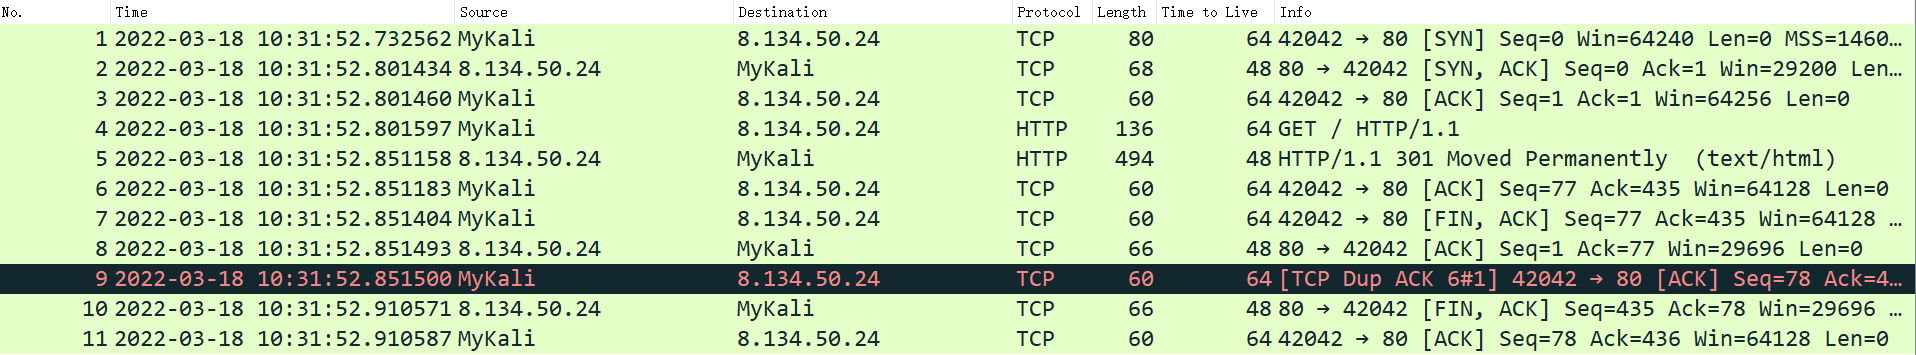 No. Time Source Destination Protocol Length Time to Live Info
1 2022-03-18 10:31:52.732562 MyKali 8.134.50.24 TCP 80 64 42042 → 80 [SYN] Seq=0 Win=64240 Len=0 MSS=1460…
2 2022-03-18 10:31:52.801434 8.134.50.24 MyKali TCP 68 48 80 → 42042 [SYN, ACK] Seq=0 Ack=1 Win=29200 Len…
3 2022-03-18 10:31:52.801460 MyKali 8.134.50.24 TCP 60 64 42042 → 80 [ACK] Seq=1 Ack=1 Win=64256 Len=0
4 2022-03-18 10:31:52.801597 MyKali 8.134.50.24 HTTP 136 64 GET / HTTP/1.1
5 2022-03-18 10:31:52.851158 8.134.50.24 MyKali HTTP 494 48 HTTP/1.1 301 Moved Permanently (text/html)
6 2022-03-18 10:31:52.851183 MyKali 8.134.50.24 TCP 60 64 42042 → 80 [ACK] Seq=77 Ack=435 Win=64128 Len=0
7 2022-03-18 10:31:52.851404 MyKali 8.134.50.24 TCP 60 64 42042 → 80 [FIN, ACK] Seq=77 Ack=435 Win=64128 …
8 2022-03-18 10:31:52.851493 8.134.50.24 MyKali TCP 66 48 80 → 42042 [ACK] Seq=1 Ack=77 Win=29696 Len=0
9 2022-03-18 10:31:52.851500 MyKali 8.134.50.24 TCP 60 64 [TCP Dup ACK 6#1] 42042 → 80 [ACK] Seq=78 Ack=4…
10 2022-03-18 10:31:52.910571 8.134.50.24 MyKali TCP 66 48 80 → 42042 [FIN, ACK] Seq=435 Ack=78 Win=29696 …
11 2022-03-18 10:31:52.910587 MyKali 8.134.50.24 TCP 60 64 42042 → 80 [ACK] Seq=78 Ack=436 Win=64128 Len=0